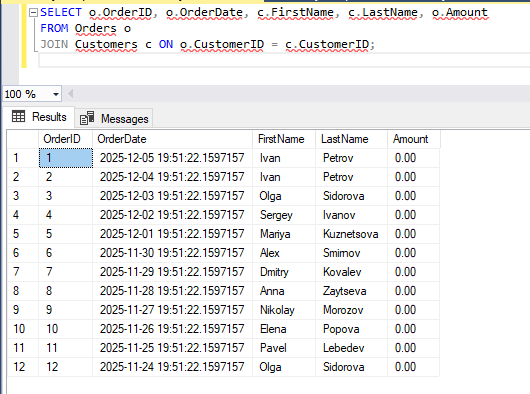 SELECT o.OrderID, o.OrderDate, c.FirstName, c.LastName, o.Amount
FROM Orders o
JOIN Customers c ON o.CustomerID = c.CustomerID;
100 %
Results Messages
OrderID OrderDate FirstName LastName Amount
1 1 2025-12-05 19:51:22.1597157 Ivan Petrov 0.00
2 2 2025-12-04 19:51:22.1597157 Ivan Petrov 0.00
3 3 2025-12-03 19:51:22.1597157 Olga Sidorova 0.00
4 4 2025-12-02 19:51:22.1597157 Sergey Ivanov 0.00
5 5 2025-12-01 19:51:22.1597157 Mariya Kuznetsova 0.00
6 6 2025-11-30 19:51:22.1597157 Alex Smirnov 0.00
7 7 2025-11-29 19:51:22.1597157 Dmitry Kovalev 0.00
8 8 2025-11-28 19:51:22.1597157 Anna Zaytseva 0.00
9 9 2025-11-27 19:51:22.1597157 Nikolay Morozov 0.00
10 10 2025-11-26 19:51:22.1597157 Elena Popova 0.00
11 11 2025-11-25 19:51:22.1597157 Pavel Lebedev 0.00
12 12 2025-11-24 19:51:22.1597157 Olga Sidorova 0.00